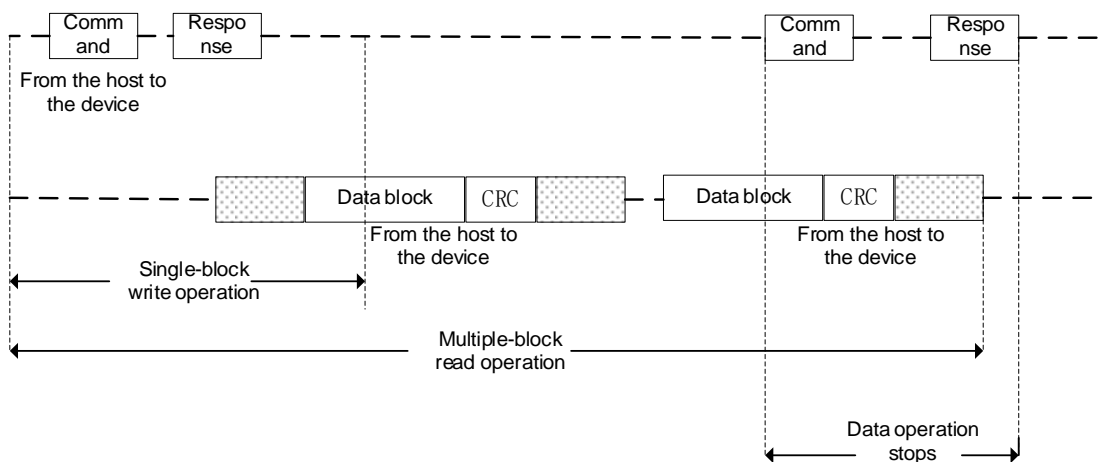 Comm
and
Respo
nse
Comm
and
Respo
nse
From the host to
the device
Data block
CRC
Data block
CRC
From the host to
the device
From the host to
the device
Single-block
write operation
Multiple-block
read operation
Data operation
stops